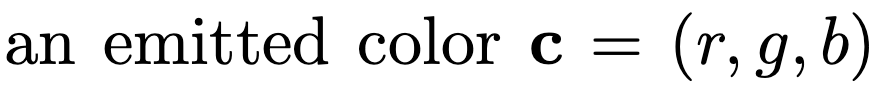 an emitted color c = (r, g, b)